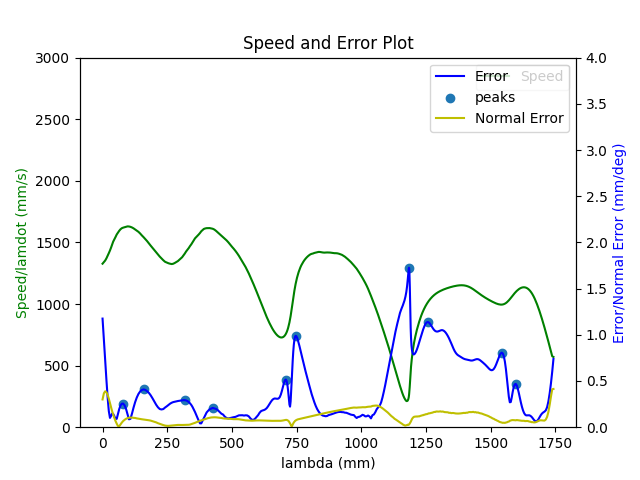 Speed and Error Plot
3000
2500
2000
1500
1000
500
0
Speed/lamdot (mm/s)
4.0
3.5
3.0
2.5
2.0
1.5
1.0
0.5
0.0
Error/Normal Error (mm/deg)
Error
Speed
peaks
Normal Error
0 250 500 750 1000 1250 1500 1750
lambda (mm)